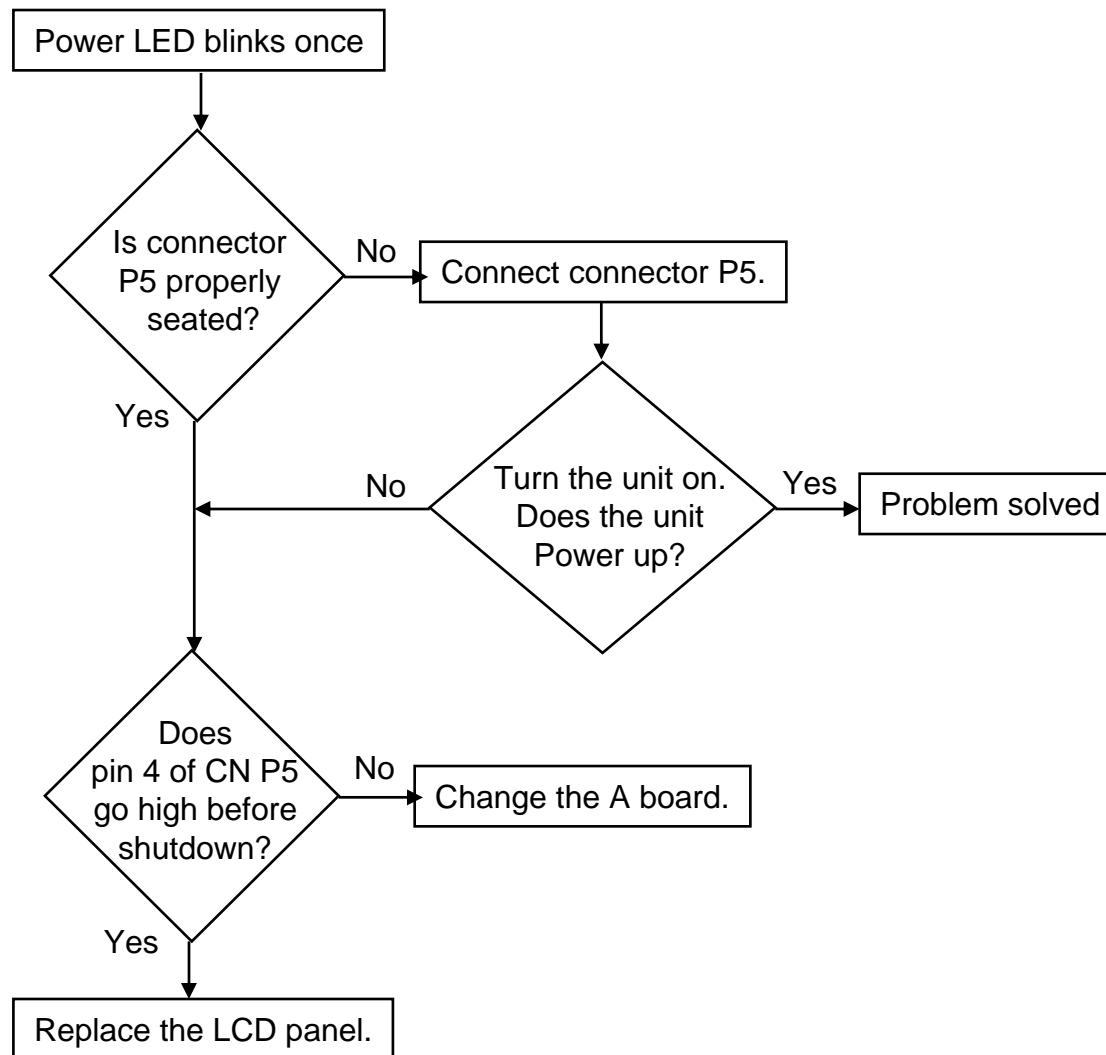 Power LED blinks once
Is connector
P5 properly
seated?
No
Connect connector P5.
Yes
No
Turn the unit on.
Does the unit
Power up?
Yes
Problem solved
Does
pin 4 of CN P5
go high before
shutdown?
No
Change the A board.
Yes
Replace the LCD panel.